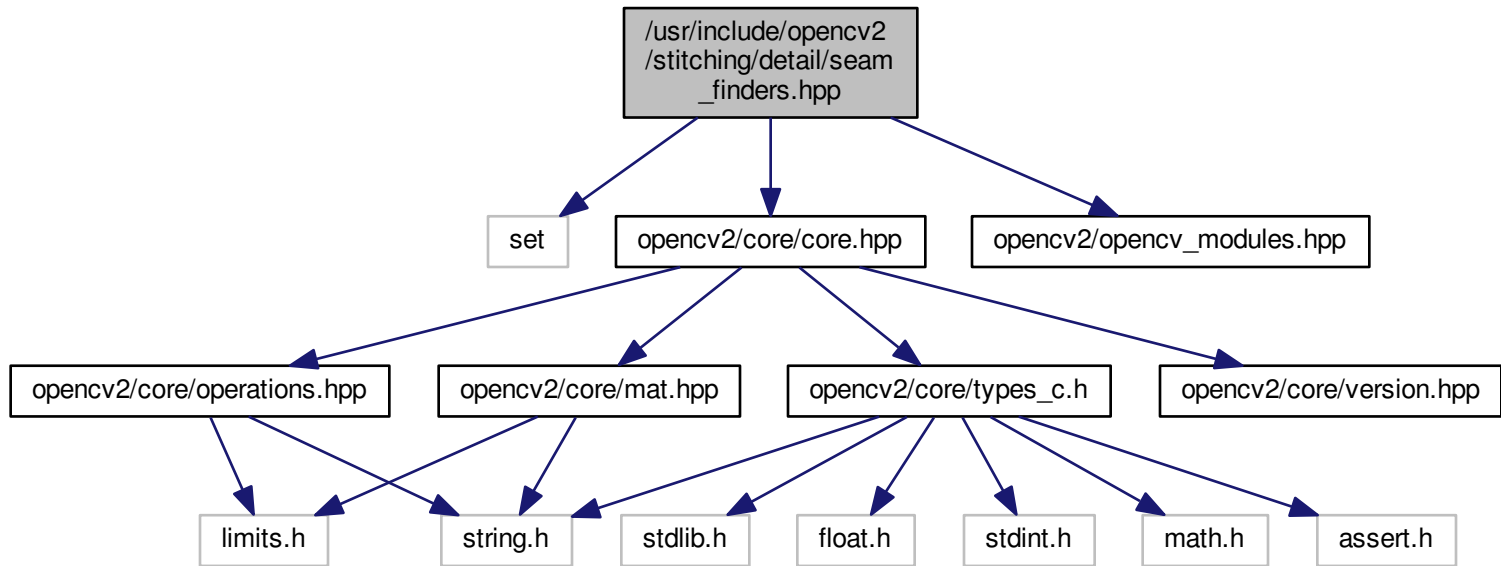 /usr/include/opencv2
/stitching/detail/seam
_finders.hpp
set
opencv2/core/core.hpp
opencv2/opencv_modules.hpp
opencv2/core/operations.hpp
opencv2/core/mat.hpp
opencv2/core/types_c.h
opencv2/core/version.hpp
limits.h
string.h
stdlib.h
float.h
stdint.h
math.h
assert.h